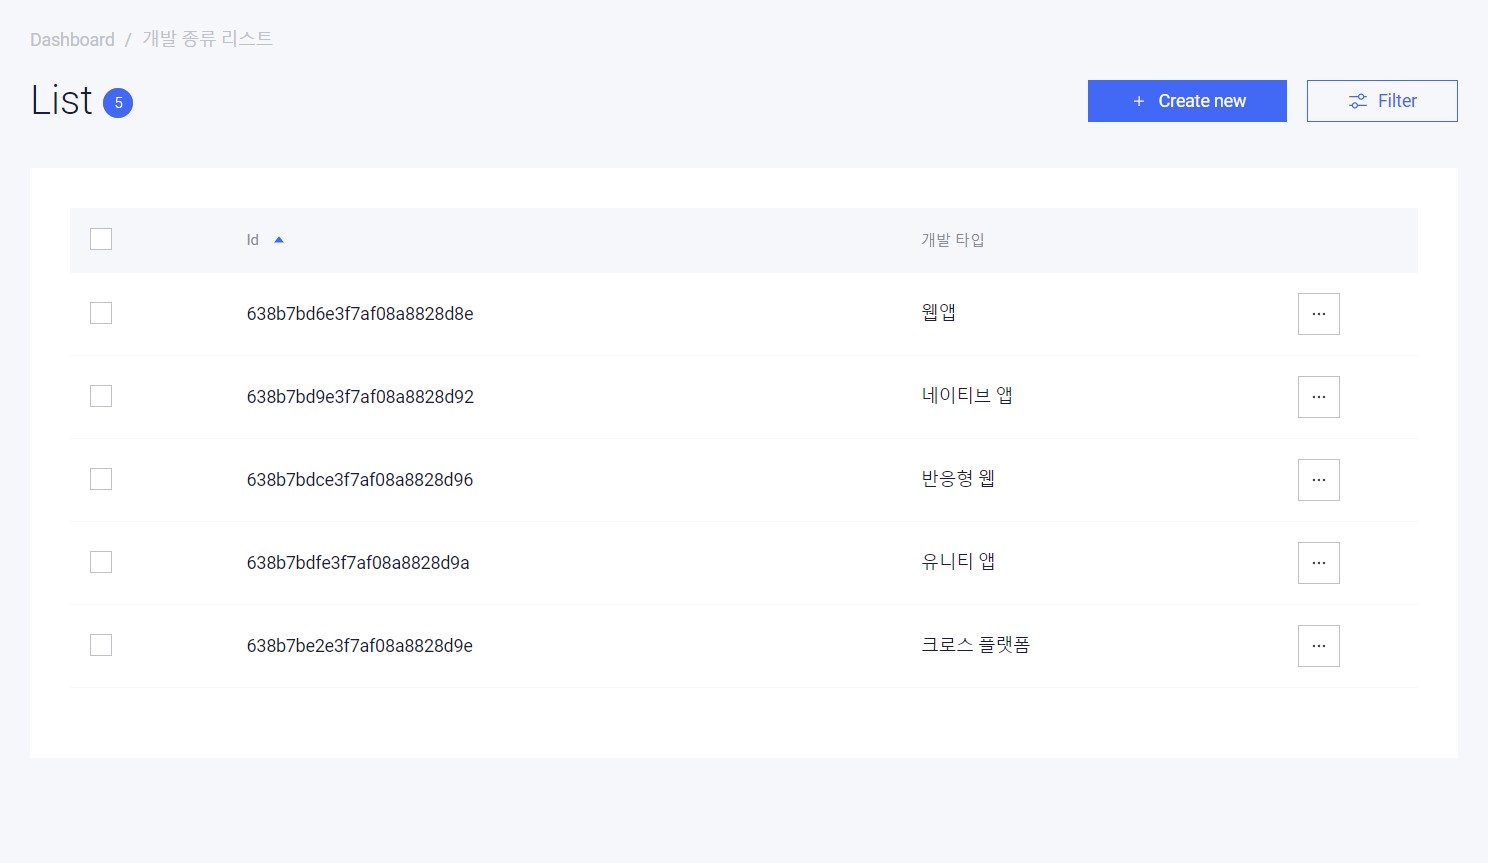 Dashboard / 개발 종류 리스트
List 5
+ Create new
Filter
Id 개발 타입
638b7bd6e3f7af08a8828d8e 웹앱 ...
638b7bd9e3f7af08a8828d92 네이티브 앱 ...
638b7bdce3f7af08a8828d96 반응형 웹 ...
638b7bdfe3f7af08a8828d9a 유니티 앱 ...
638b7be2e3f7af08a8828d9e 크로스 플랫폼 ...